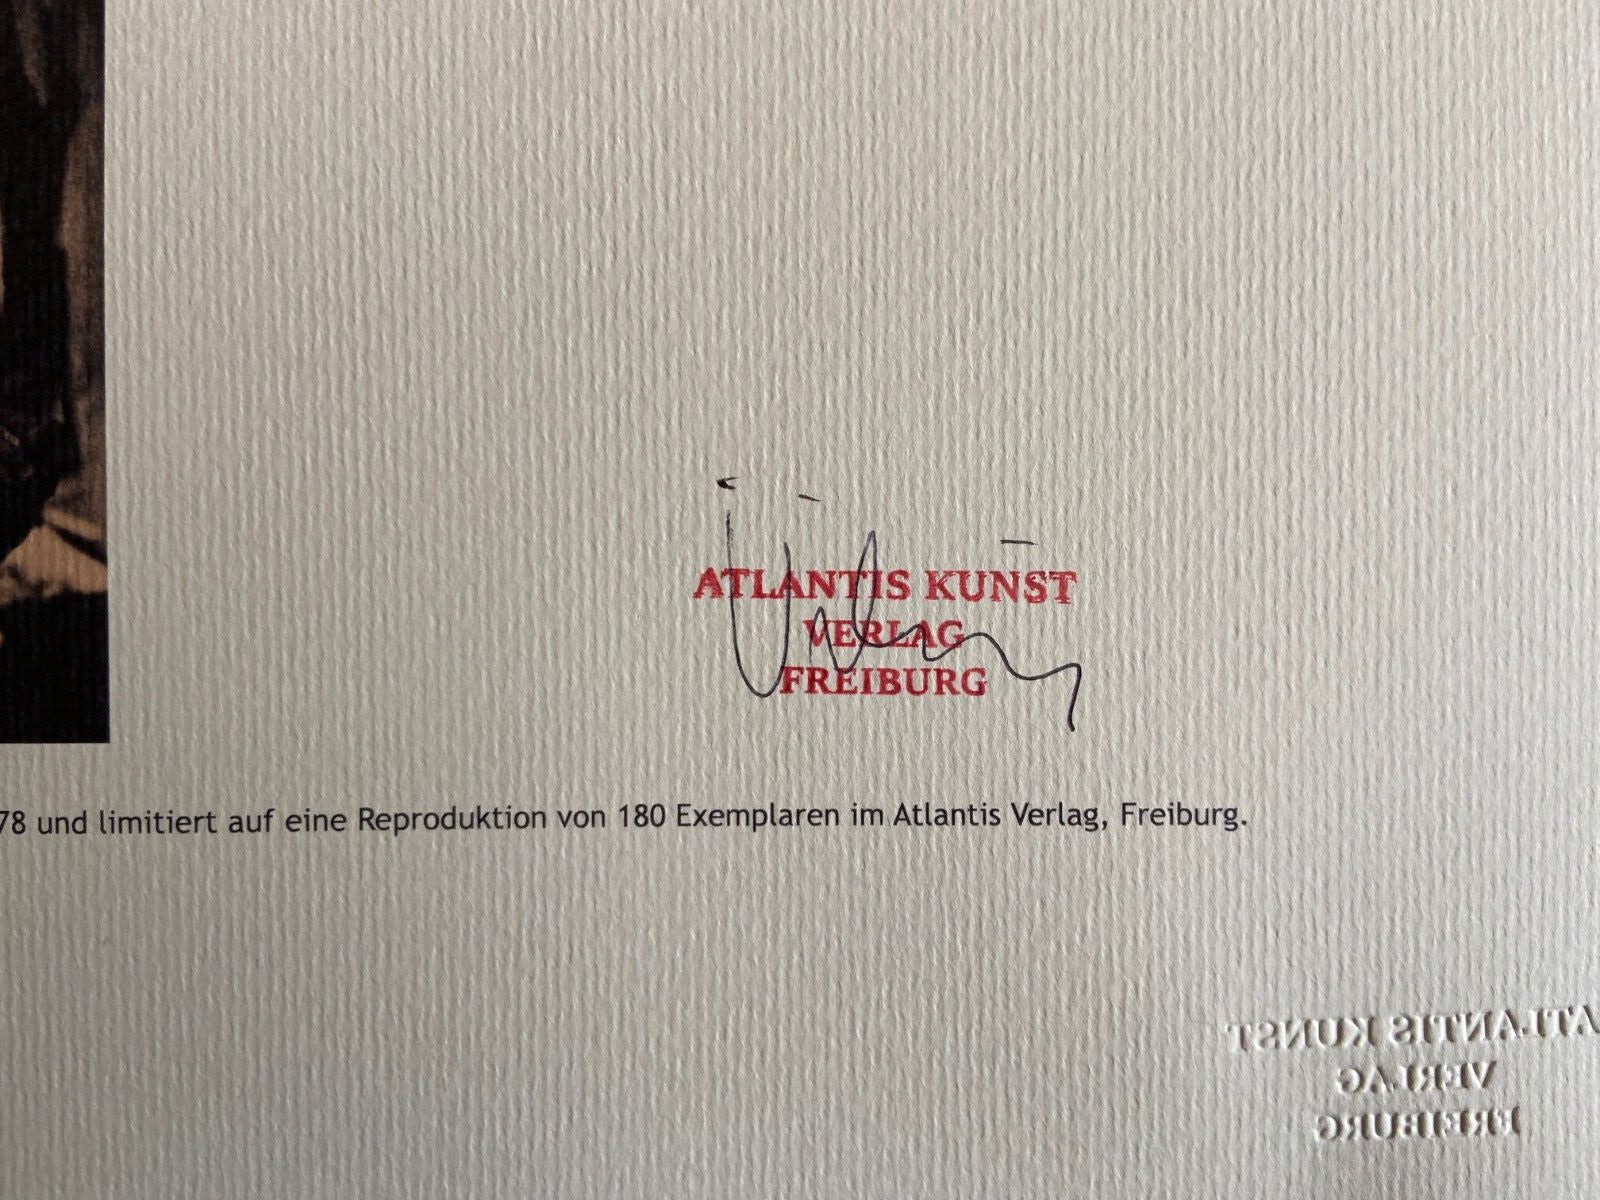 ATLANTIS KUNST
VERLAG
FREIBURG
78 und limitiert auf eine Reproduktion von 180 Exemplaren im Atlantis Verlag, Freiburg.
ATLANTIS KUNST
VERLAG
FREIBURG